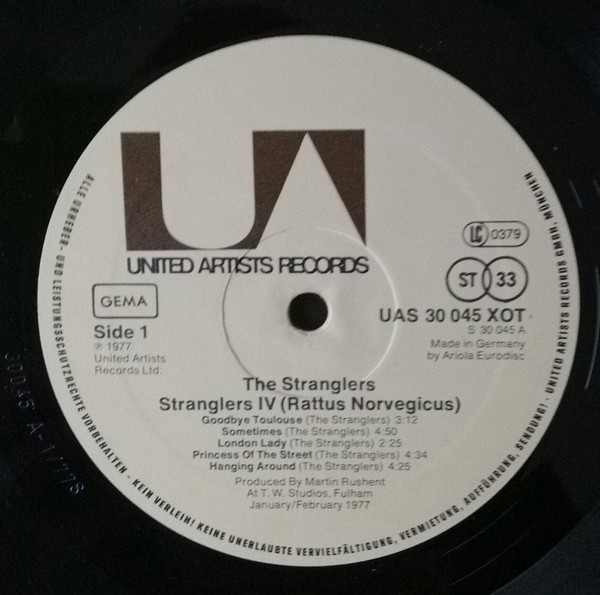 UA
UNITED ARTISTS RECORDS
GEMA
Side 1
℗ 1977
United Artists
Records Ltd.
LC 0379
ST 33
UAS 30 045 XOT
S 30 045 A
Made in Germany
by Ariola Eurodisc
The Stranglers
Stranglers IV (Rattus Norvegicus)
Goodbye Toulouse (The Stranglers) 3:12
Sometimes (The Stranglers) 4:50
London Lady (The Stranglers) 2:25
Princess Of The Street (The Stranglers) 4:34
Hanging Around (The Stranglers) 4:25
Produced By Martin Rushent
At T. W. Studios, Fulham
January/February 1977
ALLE URHEBER- UND LEISTUNGSSCHUTZRECHTE VORBEHALTEN - KEIN VERLEIH! KEINE UNERLAUBTE VERVIELFÄLTIGUNG, VERMIETUNG, AUFFÜHRUNG, SENDUNG! · UNITED ARTISTS RECORDS GMBH, MÜNCHEN
30045 A-1/77S